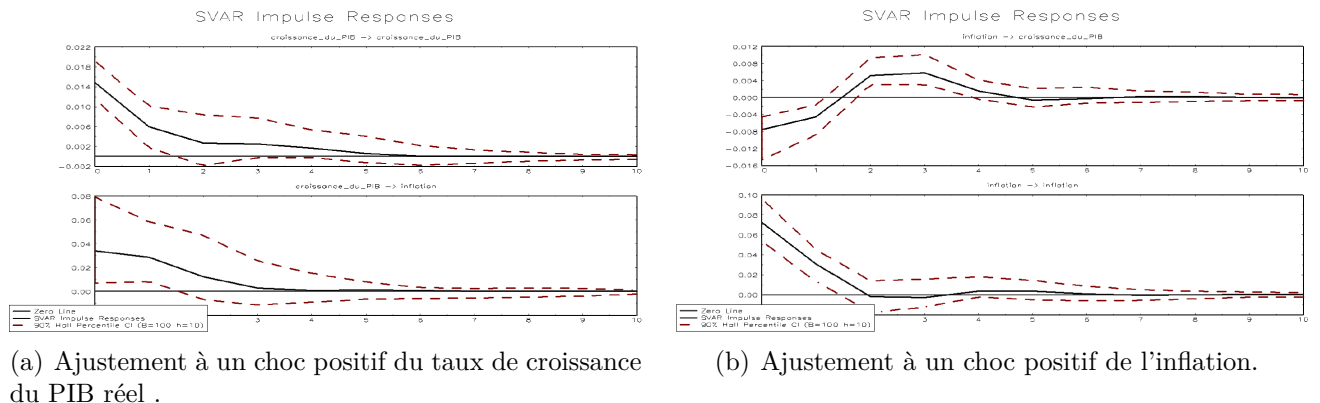 SVAR Impulse Responses
croissance_du_PIB -> croissance_du_PIB
0.022
0.018
0.014
0.010
0.006
0.002
-0.002
0 1 2 3 4 5 6 7 8 9 10
croissance_du_PIB -> inflation
0.08
0.06
0.04
0.02
0.00
3 4 5 6 7 8 9 10
Zero Line
SVAR Impulse Responses
90% Hall Percentile CI (B=100 h=10)
(a) Ajustement à un choc positif du taux de croissance
du PIB réel .
SVAR Impulse Responses
inflation -> croissance_du_PIB
0.012
0.008
0.004
0.000
-0.004
-0.008
-0.012
-0.016
0 1 2 3 4 5 6 7 8 9 10
inflation -> inflation
0.10
0.08
0.06
0.04
0.02
0.00
3 4 5 6 7 8 9 10
Zero Line
SVAR Impulse Responses
90% Hall Percentile CI (B=100 h=10)
(b) Ajustement à un choc positif de l'inflation.